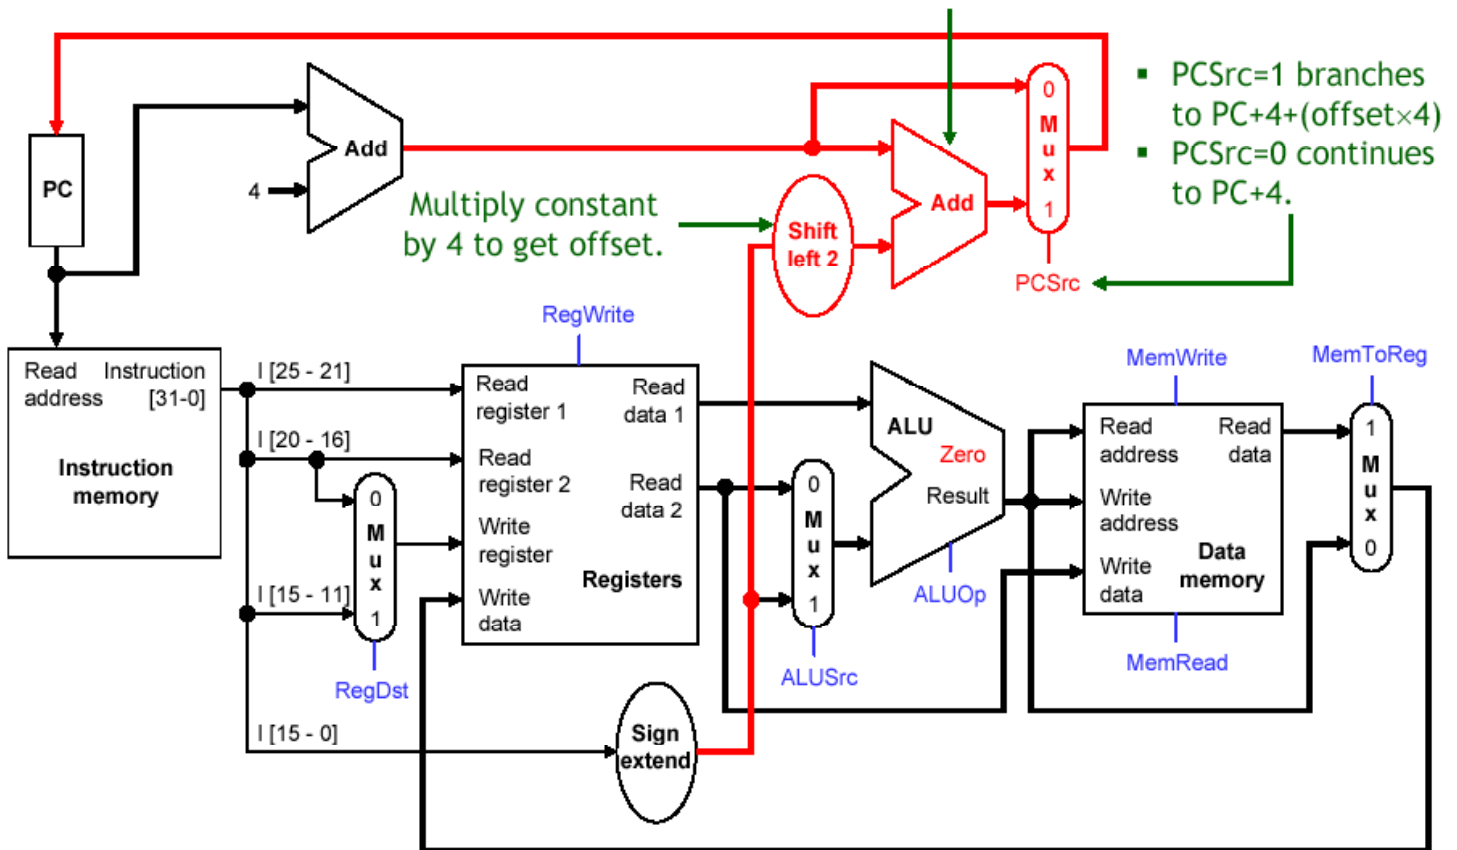 ▪ PCSrc=1 branches
to PC+4+(offset×4)
▪ PCSrc=0 continues
to PC+4.
0
M
u
x
1
PCSrc
Add
4
PC
Multiply constant
by 4 to get offset.
Shift
left 2
Add
RegWrite
MemWrite
MemToReg
Read
address
Instruction
[31-0]
Instruction
memory
I [25 - 21]
I [20 - 16]
I [15 - 11]
I [15 - 0]
0
M
u
x
1
RegDst
Read
register 1
Read
register 2
Write
register
Write
data
Read
data 1
Read
data 2
Registers
Sign
extend
0
M
u
x
1
ALUSrc
ALU
Zero
Result
ALUOp
Read
address
Write
address
Write
data
Read
data
Data
memory
MemRead
1
M
u
x
0